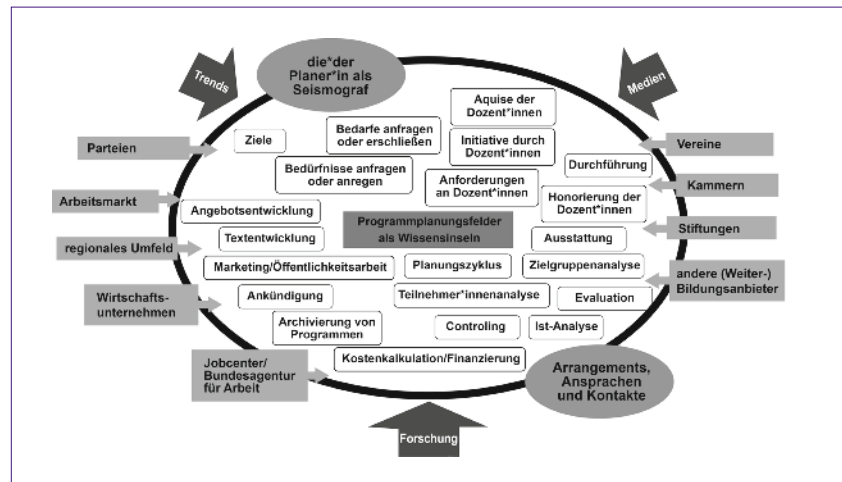 Trends
die*der
Planer*in als
Seismograf
Medien
Aquise der
Dozent*innen
Bedarfe anfragen
oder erschließen
Ziele
Initiative durch
Dozent*innen
Parteien
Vereine
Bedürfnisse anfragen
oder anregen
Durchführung
Anforderungen
an Dozent*innen
Kammern
Arbeitsmarkt
Honorierung der
Dozent*innen
Angebotsentwicklung
Programmplanungsfelder
als Wissensinseln
Stiftungen
Textentwicklung
Ausstattung
regionales Umfeld
Marketing/Öffentlichkeitsarbeit
Planungszyklus
Zielgruppenanalyse
andere (Weiter-)
Bildungsanbieter
Wirtschafts-
unternehmen
Ankündigung
Teilnehmer*innenanalyse
Evaluation
Archivierung von
Programmen
Controling
Ist-Analyse
Jobcenter/
Bundesagentur
für Arbeit
Kostenkalkulation/Finanzierung
Arrangements,
Ansprachen
und Kontakte
Forschung